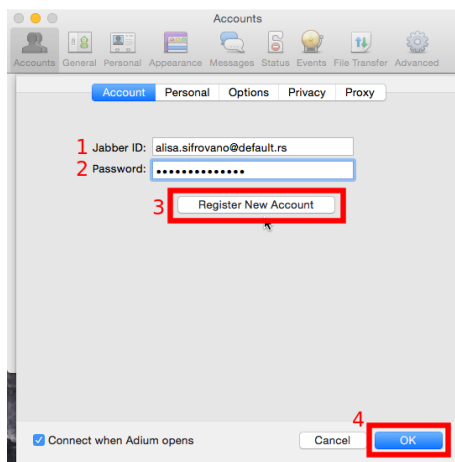 Accounts
Accounts General Personal Appearance Messages Status Events File Transfer Advanced
Account Personal Options Privacy Proxy
1 Jabber ID: alisa.sifrovano@default.rs
2 Password: ••••••••••••••
3 Register New Account
4
Connect when Adium opens Cancel OK